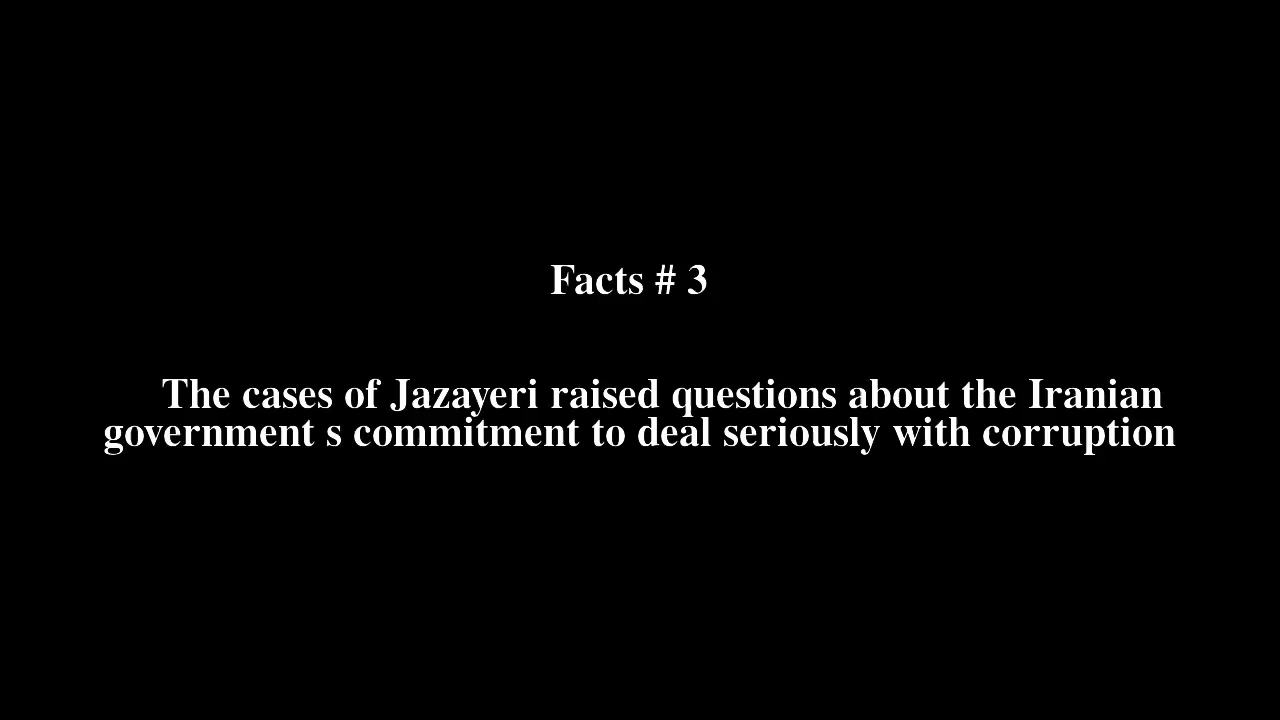 Facts # 3
The cases of Jazayeri raised questions about the Iranian
government s commitment to deal seriously with corruption